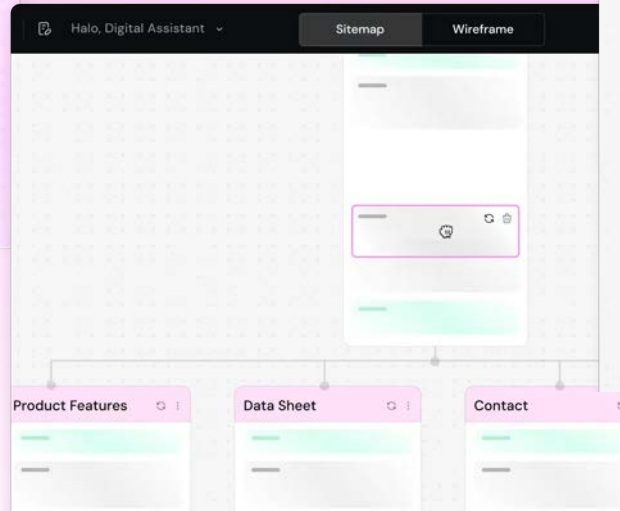 Halo, Digital Assistant
Sitemap
Wireframe
Product Features
Data Sheet
Contact